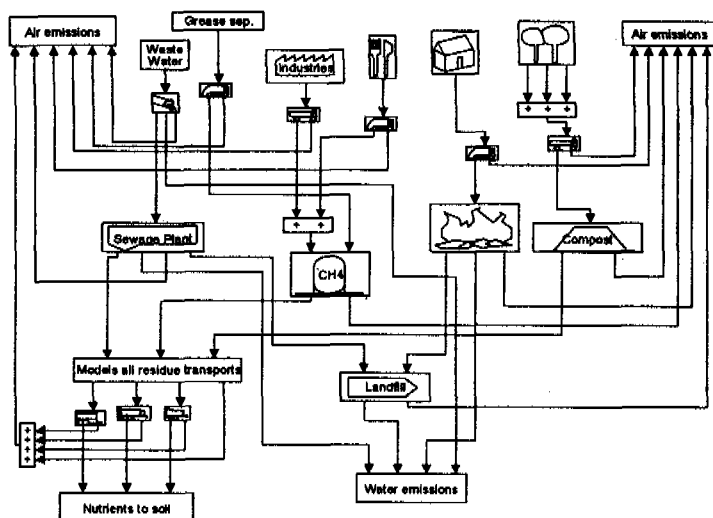 Air emissions
Grease sep.
Air emissions
Waste
Water
Industries
Sewage Plant
Compost
CH4
Models all residue transports
Landfill
Water emissions
Nutrients to soil